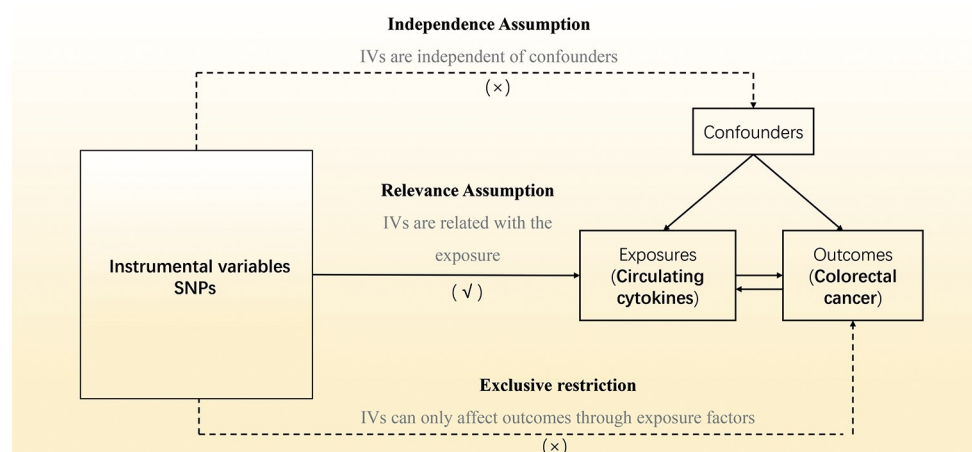 Independence Assumption
IVs are independent of confounders
(×)
Confounders
Relevance Assumption
IVs are related with the
exposure
(√)
Instrumental variables
SNPs
Exposures
(Circulating
cytokines)
Outcomes
(Colorectal
cancer)
Exclusive restriction
IVs can only affect outcomes through exposure factors
(×)